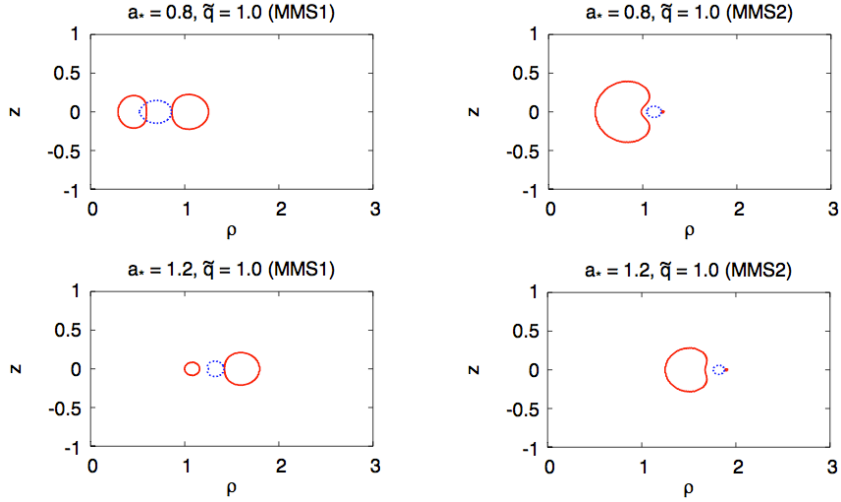 a* = 0.8, q̃ = 1.0 (MMS1)
1
0.5
0
-0.5
-1
z
0 1 2 3
ρ
a* = 0.8, q̃ = 1.0 (MMS2)
1
0.5
0
-0.5
-1
z
0 1 2 3
ρ
a* = 1.2, q̃ = 1.0 (MMS1)
1
0.5
0
-0.5
-1
z
0 1 2 3
ρ
a* = 1.2, q̃ = 1.0 (MMS2)
1
0.5
0
-0.5
-1
z
0 1 2 3
ρ